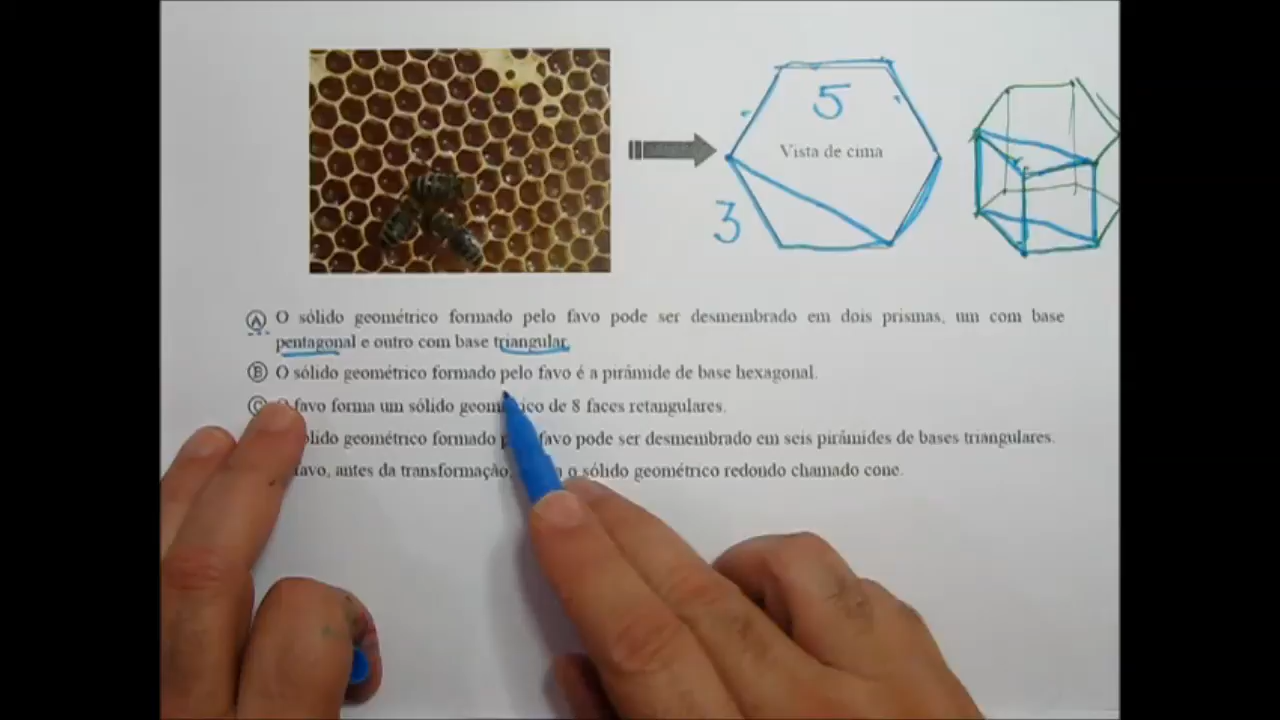 5
Vista de cima
3
A O sólido geométrico formado pelo favo pode ser desmembrado em dois prismas, um com base
pentagonal e outro com base triangular.
B O sólido geométrico formado pelo favo é a pirâmide de base hexagonal.
C favo forma um sólido de 8 faces retangulares.
geométrico formado favo pode ser desmembrado em seis pirâmides de bases triangulares.
favo, antes da transformação, o sólido geométrico redondo chamado cone.